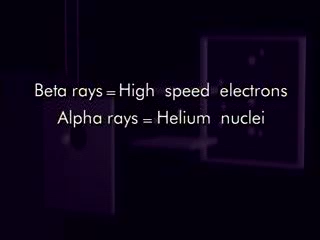 Beta rays = High speed electrons
Alpha rays = Helium nuclei